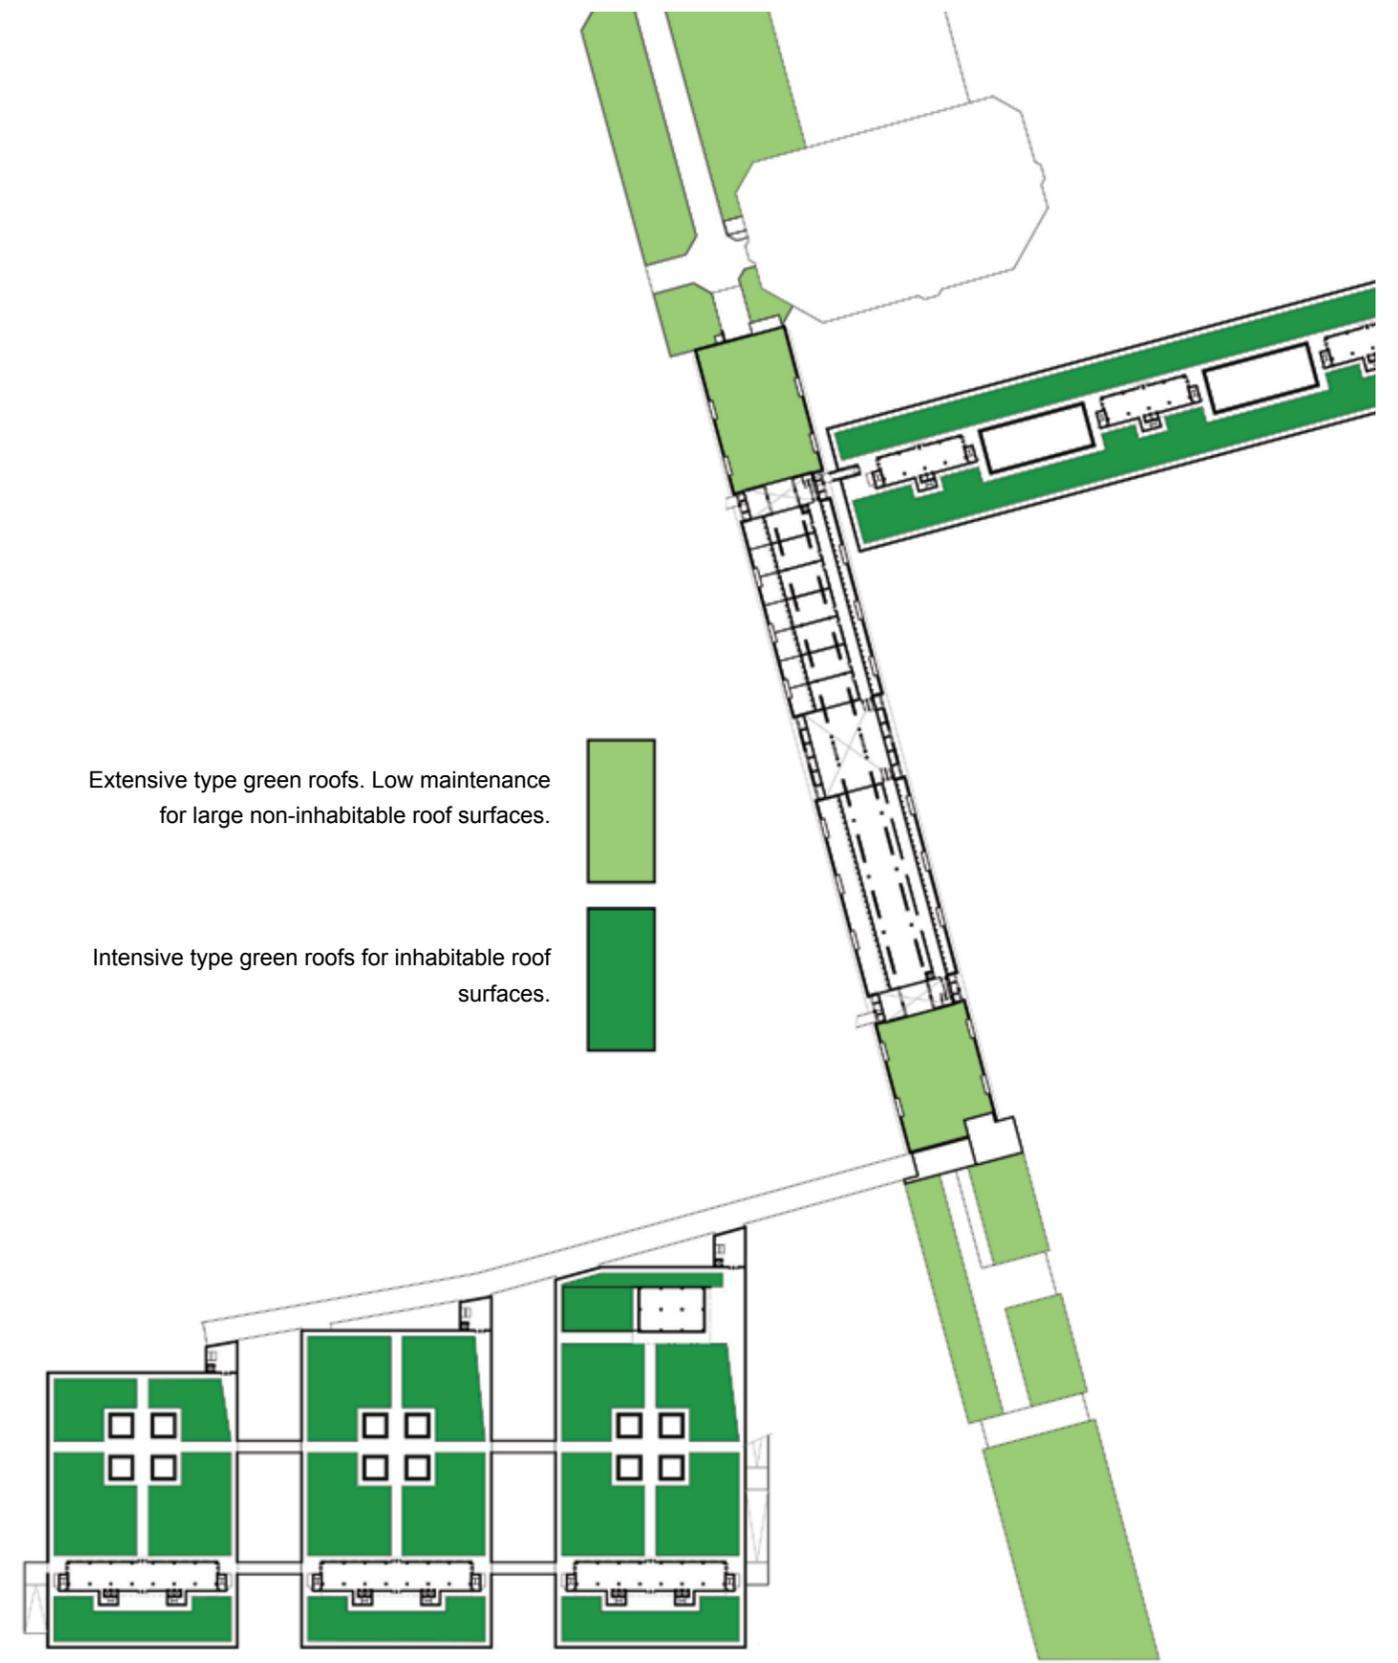 Extensive type green roofs. Low maintenance
for large non-inhabitable roof surfaces.
Intensive type green roofs for inhabitable roof
surfaces.